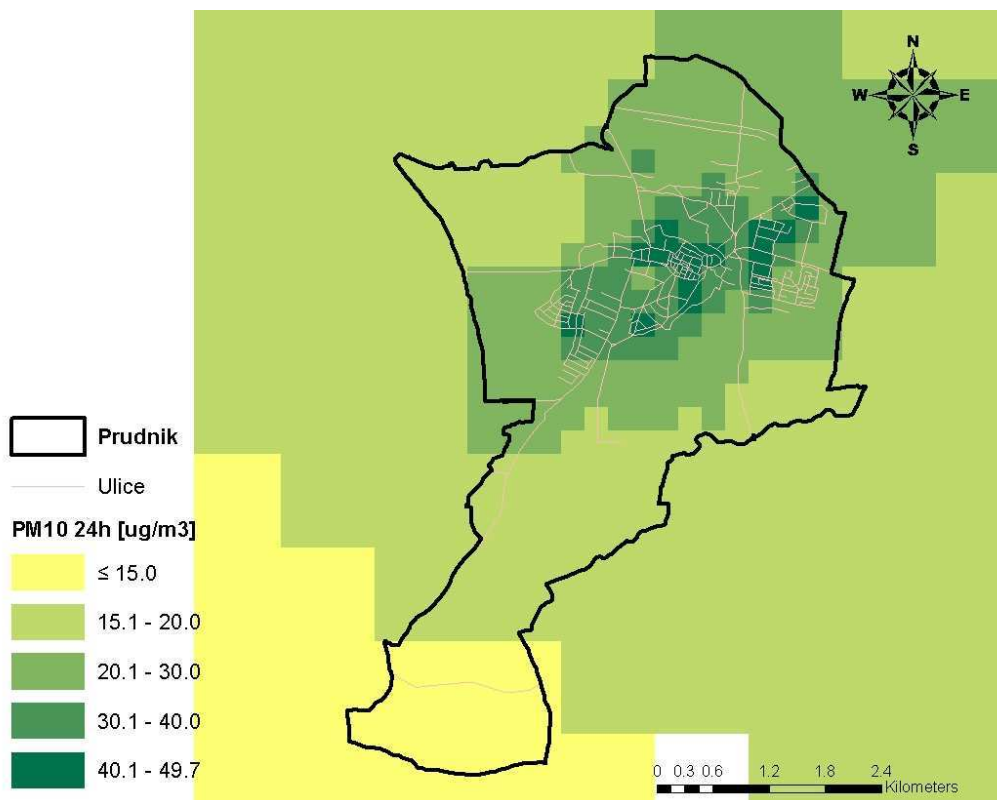 N
W E
S
Prudnik
Ulice
PM10 24h [ug/m3]
≤ 15.0
15.1 - 20.0
20.1 - 30.0
30.1 - 40.0
40.1 - 49.7
0 0.3 0.6 1.2 1.8 2.4
Kilometers